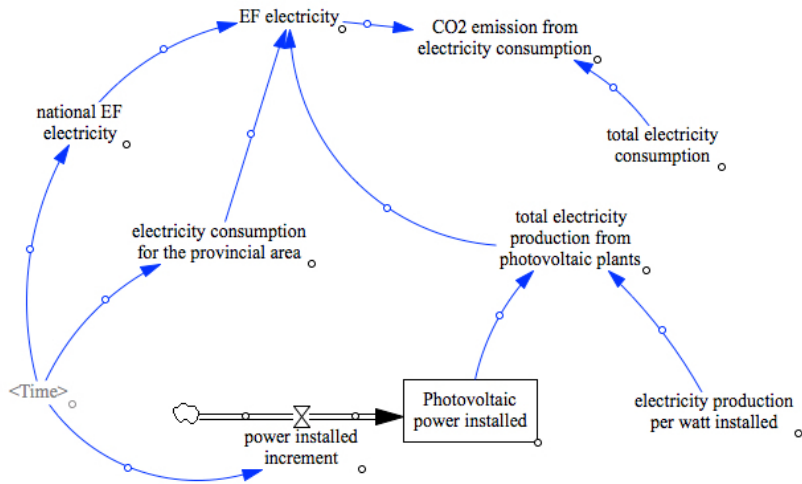 EF electricity
CO2 emission from
electricity consumption
national EF
electricity
total electricity
consumption
electricity consumption
for the provincial area
total electricity
production from
photovoltaic plants
<Time>
Photovoltaic
power installed
electricity production
per watt installed
power installed
increment